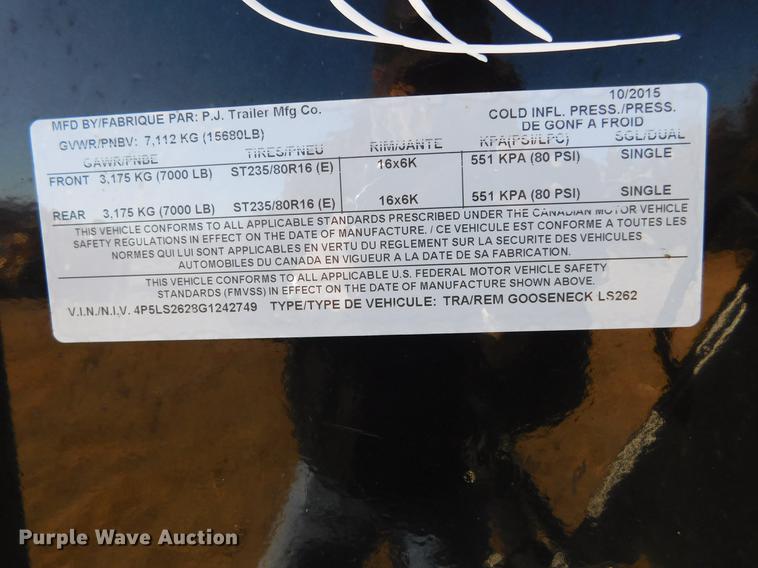 10/2015
MFD BY/FABRIQUE PAR: P.J. Trailer Mfg Co.
COLD INFL. PRESS./PRESS.
GVWR/PNBV: 7,112 KG (15680LB)
DE GONF A FROID
GAWR/PNBE TIRES/PNEU RIM/JANTE KPA(PSI/LPC) SGL/DUAL
FRONT 3,175 KG (7000 LB) ST235/80R16 (E) 16x6K 551 KPA (80 PSI) SINGLE
REAR 3,175 KG (7000 LB) ST235/80R16 (E) 16x6K 551 KPA (80 PSI) SINGLE
THIS VEHICLE CONFORMS TO ALL APPLICABLE STANDARDS PRESCRIBED UNDER THE CANADIAN MOTOR VEHICLE
SAFETY REGULATIONS IN EFFECT ON THE DATE OF MANUFACTURE. / CE VEHICULE EST CONFORME A TOUTES LES
NORMES QUI LUI SONT APPLICABLES EN VERTU DU REGLEMENT SUR LA SECURITE DES VEHICULES
AUTOMOBILES DU CANADA EN VIGUEUR A LA DATE DE SA FABRICATION.
THIS VEHICLE CONFORMS TO ALL APPLICABLE U.S. FEDERAL MOTOR VEHICLE SAFETY
STANDARDS (FMVSS) IN EFFECT ON THE DATE OF MANUFACTURE SHOWN ABOVE.
V.I.N./N.I.V. 4P5LS2628G1242749 TYPE/TYPE DE VEHICULE: TRA/REM GOOSENECK LS262
Purple Wave Auction